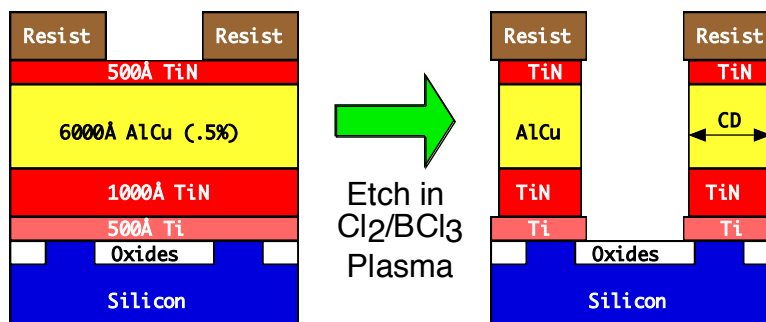 Resist
Resist
500Å TiN
6000Å AlCu (.5%)
1000Å TiN
500Å Ti
Oxides
Silicon
Etch in
Cl2/BCl3
Plasma
Resist
Resist
TiN
TiN
AlCu
CD
TiN
TiN
Ti
Ti
Oxides
Silicon